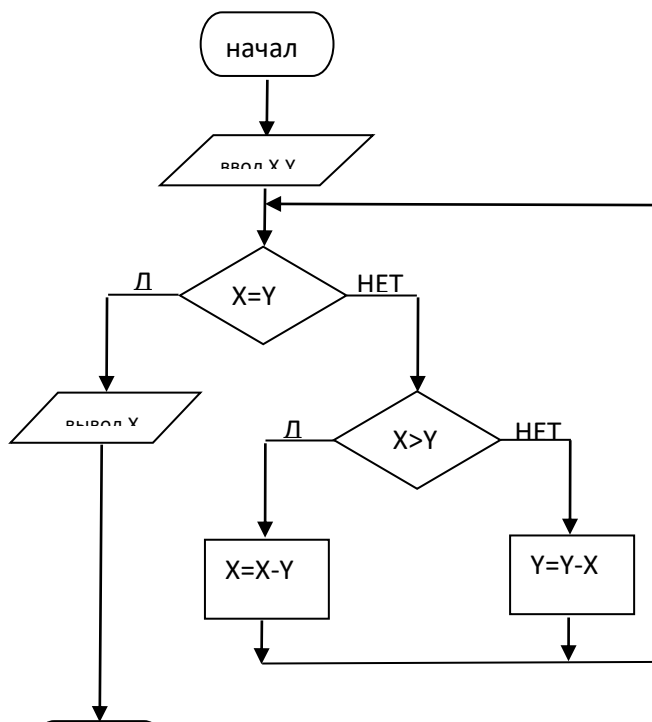 начал
ввод X,Y
X=Y
Д
НЕТ
вывод X
X>Y
Д
НЕТ
X=X-Y
Y=Y-X